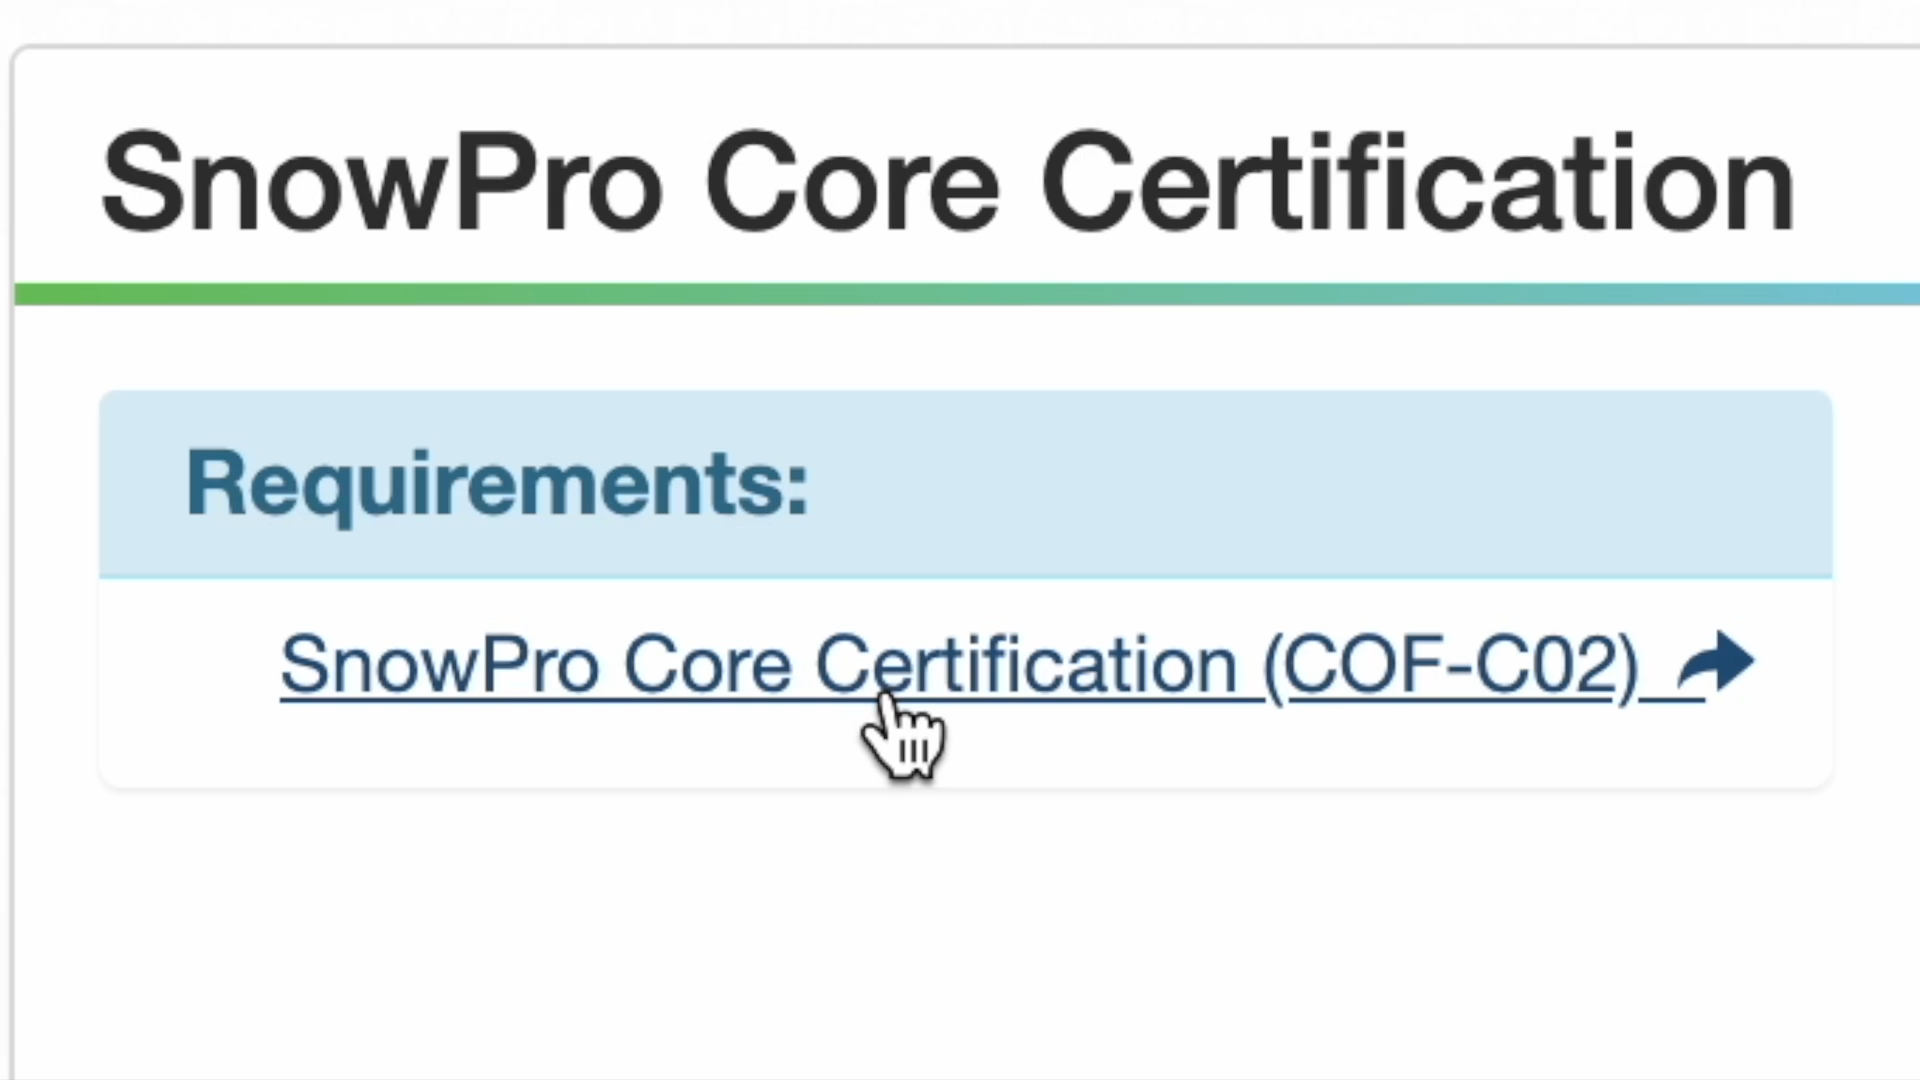 SnowPro Core Certification
Requirements:
SnowPro Core Certification (COF-C02)